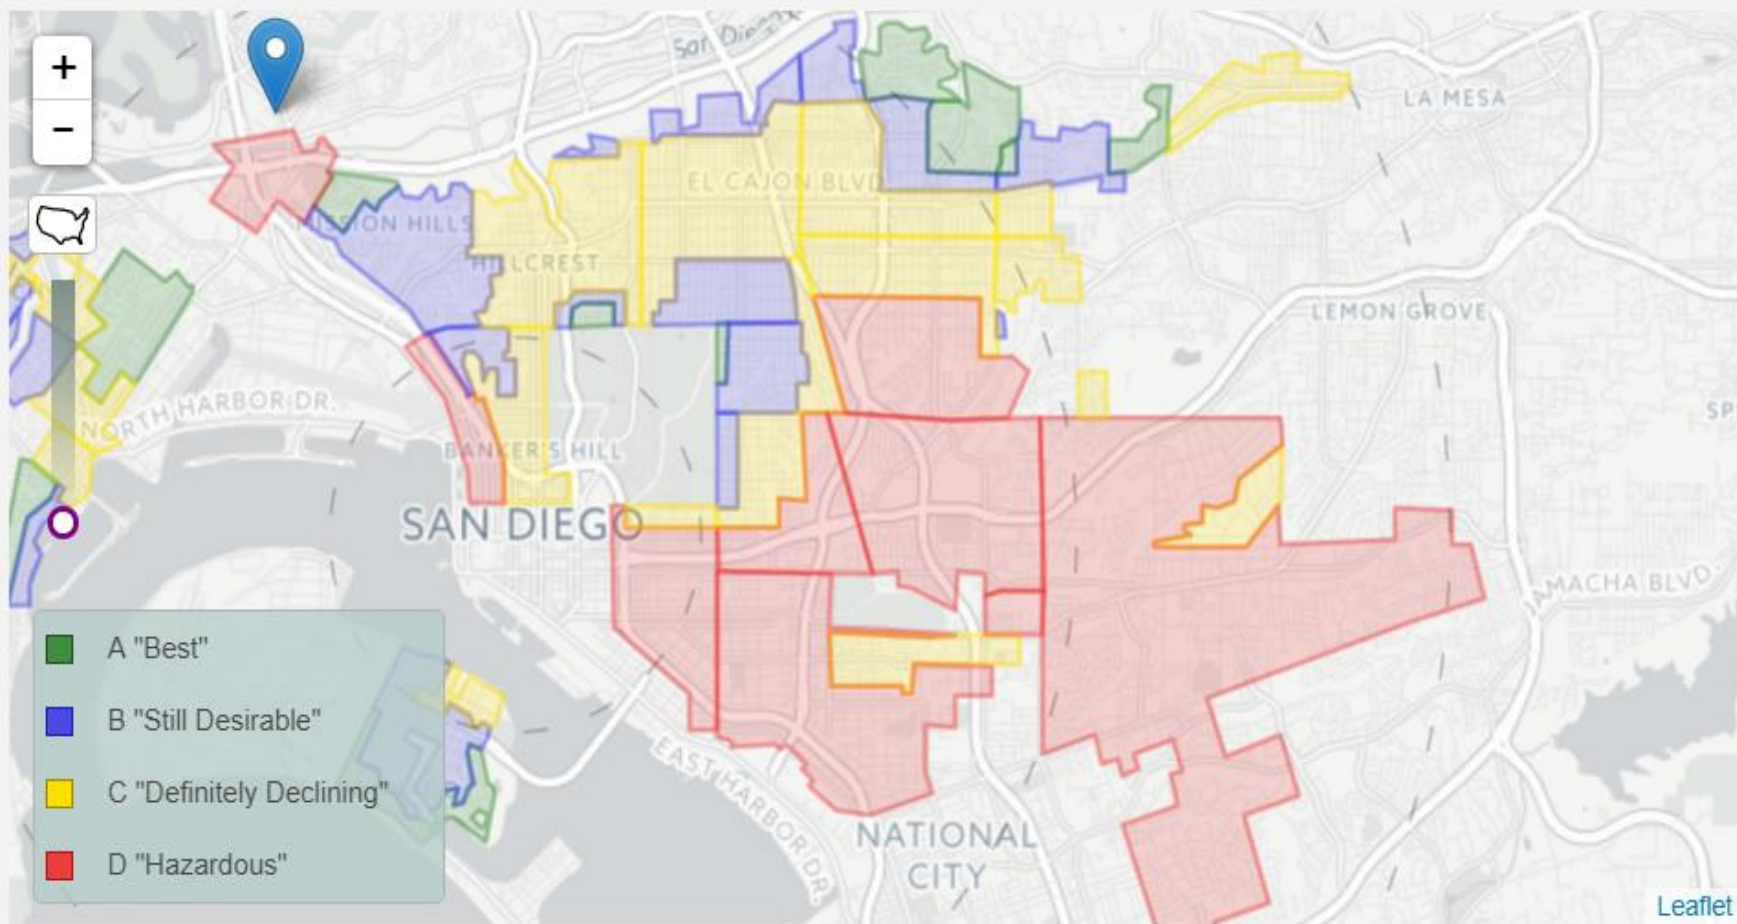 +
−
San Diego
LA MESA
EL CAJON BLVD
MISSION HILLS
HILLCREST
LEMON GROVE
SP
NORTH HARBOR DR.
BANKER'S HILL
SAN DIEGO
JAMACHA BLVD.
A "Best"
B "Still Desirable"
C "Definitely Declining"
D "Hazardous"
EAST HARBOR DR.
NATIONAL
CITY
Leaflet